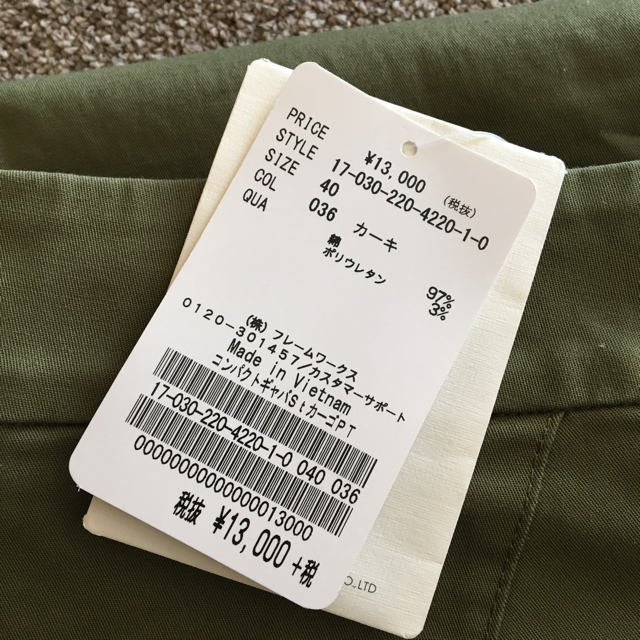 PRICE ¥13,000 (税抜)
STYLE 17-030-220-4220-1-0
SIZE 40
COL 036 カーキ
QUA 綿 97%
ポリウレタン 3%
(株)フレームワークス
0120-301457/カスタマーサポート
Made in Vietnam
コンパクトギャバStカーゴPT
17-030-220-4220-1-0 040 036
0000000000000013000
税抜 ¥13,000+税
O.,LTD